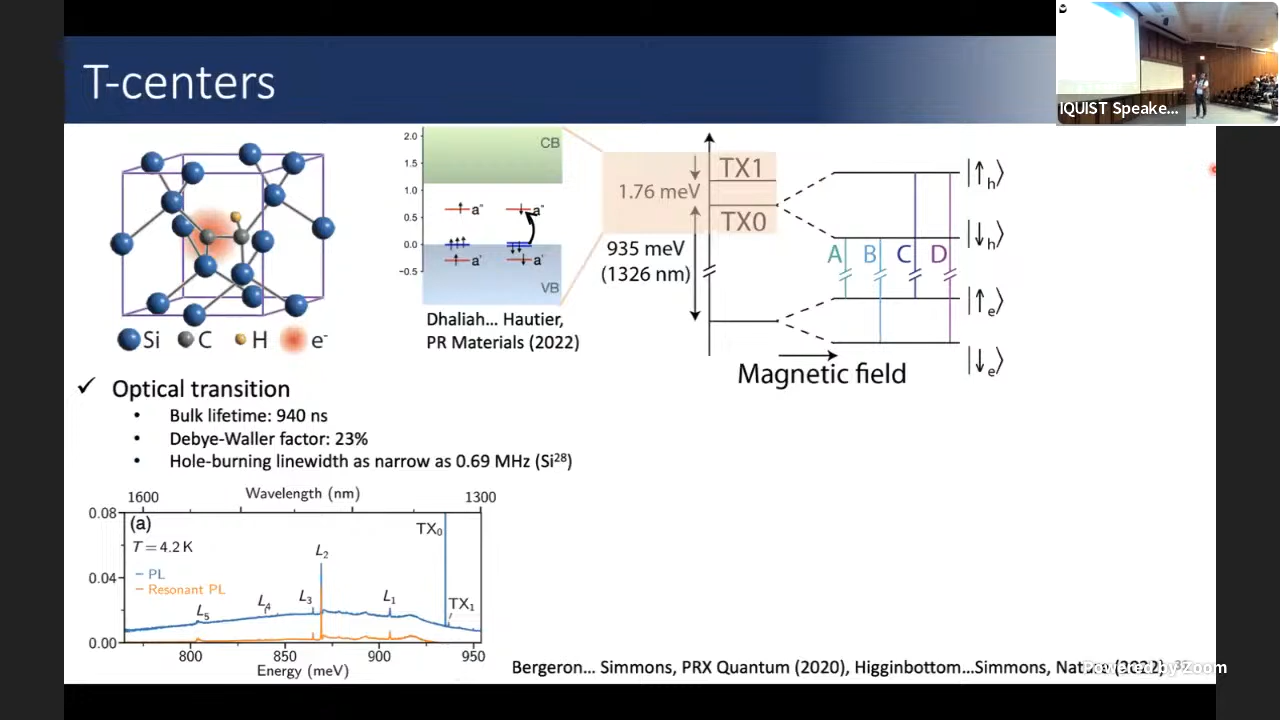 T-centers
IQUIST Speake...
2.0
1.5
1.0
0.5
0.0
−0.5
CB
a"
a"
a'
a'
VB
Dhaliah... Hautier,
PR Materials (2022)
TX1
1.76 meV
TX0
935 meV
(1326 nm)
A B C D
|↑h⟩
|↓h⟩
|↑e⟩
|↓e⟩
Magnetic field
Si C H e-
✓ Optical transition
• Bulk lifetime: 940 ns
• Debye-Waller factor: 23%
• Hole-burning linewidth as narrow as 0.69 MHz (Si²⁸)
Wavelength (nm)
1600 1300
0.08
0.04
0.00
(a)
T = 4.2 K
PL
Resonant PL
L5
L4
L3
L2
L1
TX0
TX1
800 850 900 950
Energy (meV)
Bergeron... Simmons, PRX Quantum (2020), Higginbottom...Simmons, Nature (2022)
Powered by Zoom